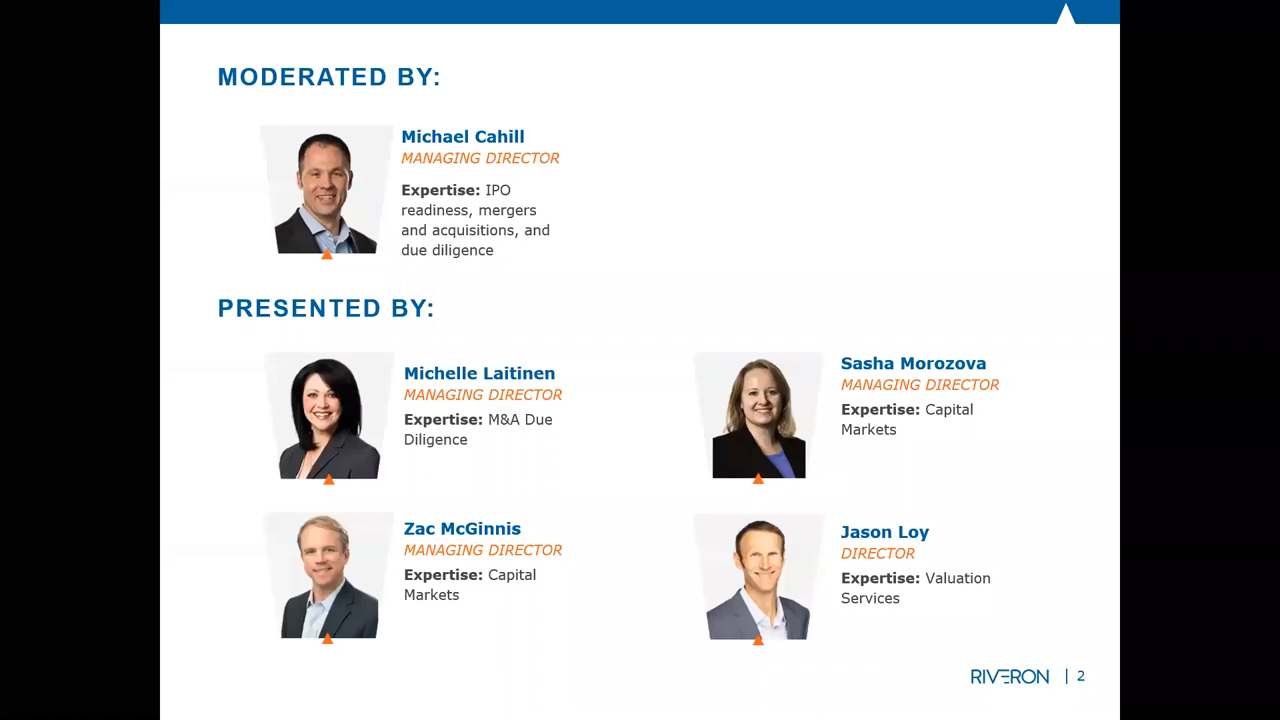 MODERATED BY:
Michael Cahill
MANAGING DIRECTOR
Expertise: IPO
readiness, mergers
and acquisitions, and
due diligence
PRESENTED BY:
Michelle Laitinen
MANAGING DIRECTOR
Expertise: M&A Due
Diligence
Sasha Morozova
MANAGING DIRECTOR
Expertise: Capital
Markets
Zac McGinnis
MANAGING DIRECTOR
Expertise: Capital
Markets
Jason Loy
DIRECTOR
Expertise: Valuation
Services
RIVERON | 2